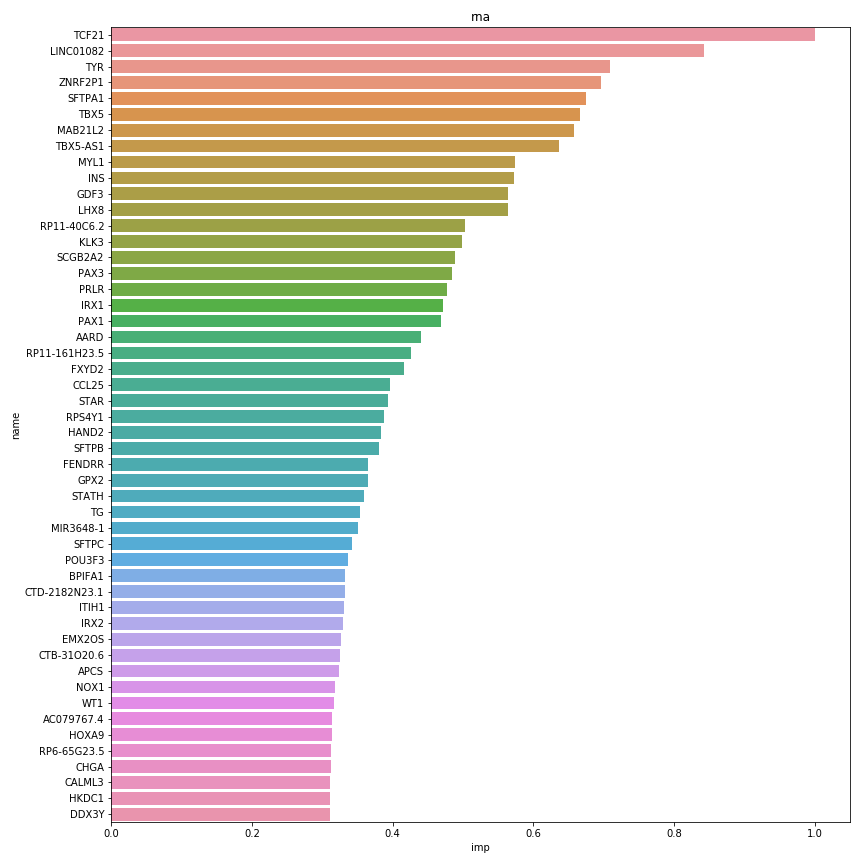 rna
TCF21
LINC01082
TYR
ZNRF2P1
SFTPA1
TBX5
MAB21L2
TBX5-AS1
MYL1
INS
GDF3
LHX8
RP11-40C6.2
KLK3
SCGB2A2
PAX3
PRLR
IRX1
PAX1
AARD
RP11-161H23.5
FXYD2
CCL25
STAR
RPS4Y1
HAND2
SFTPB
FENDRR
GPX2
STATH
TG
MIR3648-1
SFTPC
POU3F3
BPIFA1
CTD-2182N23.1
ITIH1
IRX2
EMX2OS
CTB-31O20.6
APCS
NOX1
WT1
AC079767.4
HOXA9
RP6-65G23.5
CHGA
CALML3
HKDC1
DDX3Y
name
0.0 0.2 0.4 0.6 0.8 1.0
imp